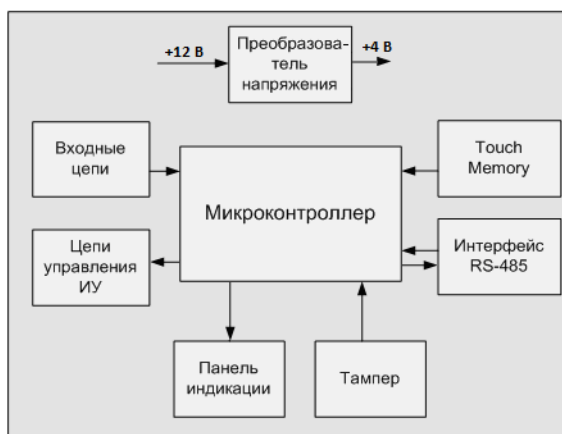 +12 В
Преобразова-
тель
напряжения
+4 В
Входные
цепи
Touch
Memory
Микроконтроллер
Цепи
управления
ИУ
Интерфейс
RS-485
Панель
индикации
Тампер